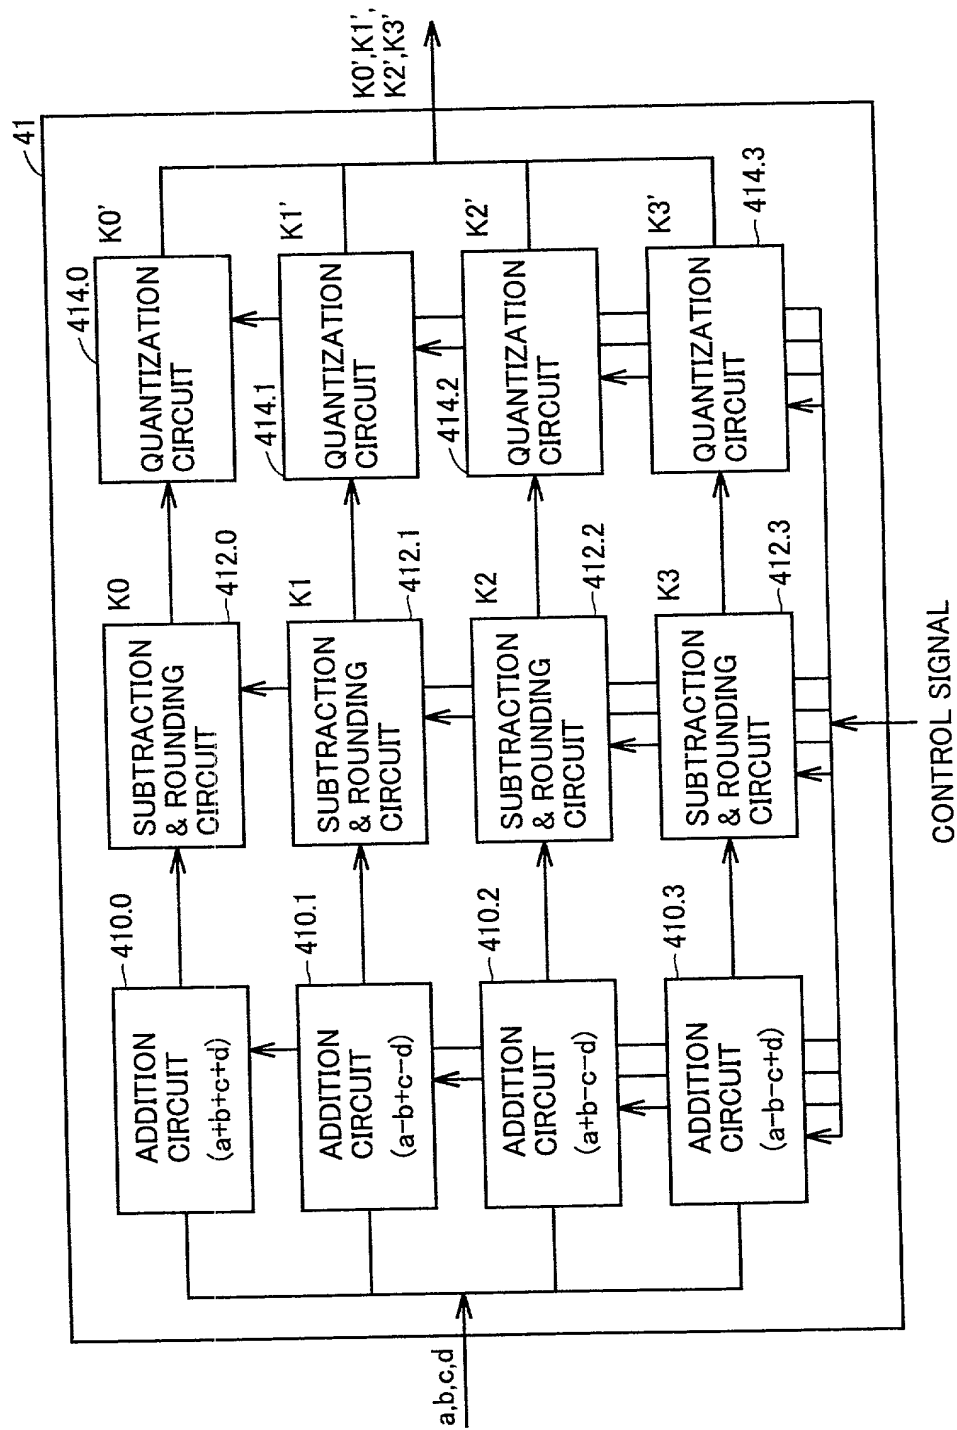 41
a,b,c,d
410.0
ADDITION
CIRCUIT
(a+b+c+d)
K0
412.0
SUBTRACTION
& ROUNDING
CIRCUIT
414.0
K0'
QUANTIZATION
CIRCUIT
410.1
ADDITION
CIRCUIT
(a−b+c−d)
K1
412.1
SUBTRACTION
& ROUNDING
CIRCUIT
414.1
K1'
QUANTIZATION
CIRCUIT
410.2
ADDITION
CIRCUIT
(a+b−c−d)
K2
412.2
SUBTRACTION
& ROUNDING
CIRCUIT
414.2
K2'
QUANTIZATION
CIRCUIT
410.3
ADDITION
CIRCUIT
(a−b−c+d)
K3
412.3
SUBTRACTION
& ROUNDING
CIRCUIT
K3'
414.3
QUANTIZATION
CIRCUIT
K0',K1',
K2',K3'
CONTROL SIGNAL